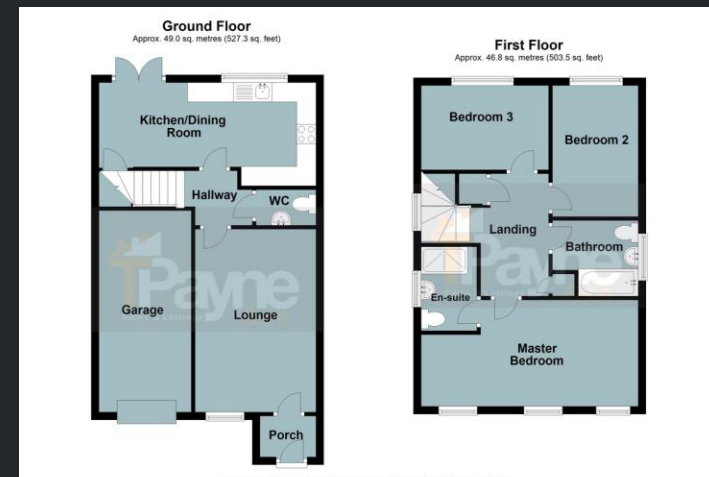 Ground Floor
Approx. 49.0 sq. metres (527.3 sq. feet)
Kitchen/Dining
Room
Hallway
WC
Garage
Lounge
Porch
Payne
First Floor
Approx. 46.8 sq. metres (503.5 sq. feet)
Bedroom 3
Bedroom 2
Landing
Bathroom
En-suite
Master
Bedroom
Payne